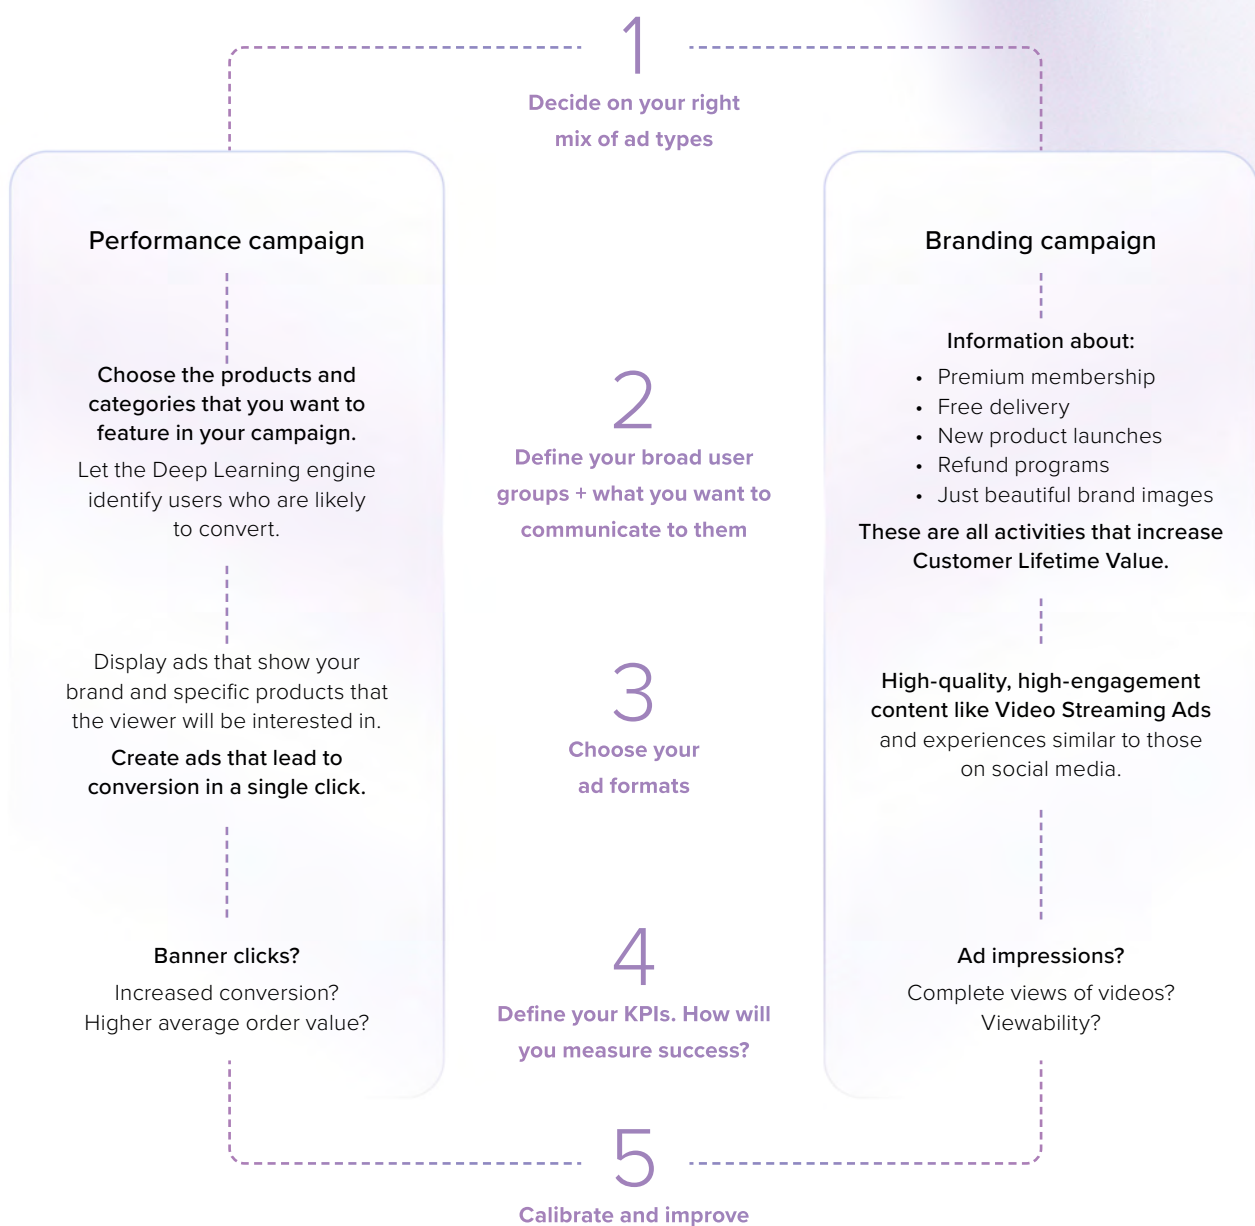 1
Decide on your right
mix of ad types
Performance campaign
Choose the products and
categories that you want to
feature in your campaign.
Let the Deep Learning engine
identify users who are likely
to convert.
Display ads that show your
brand and specific products that
the viewer will be interested in.
Create ads that lead to
conversion in a single click.
Banner clicks?
Increased conversion?
Higher average order value?
2
Define your broad user
groups + what you want to
communicate to them
3
Choose your
ad formats
4
Define your KPIs. How will
you measure success?
Branding campaign
Information about:
• Premium membership
• Free delivery
• New product launches
• Refund programs
• Just beautiful brand images
These are all activities that increase
Customer Lifetime Value.
High-quality, high-engagement
content like Video Streaming Ads
and experiences similar to those
on social media.
Ad impressions?
Complete views of videos?
Viewability?
5
Calibrate and improve